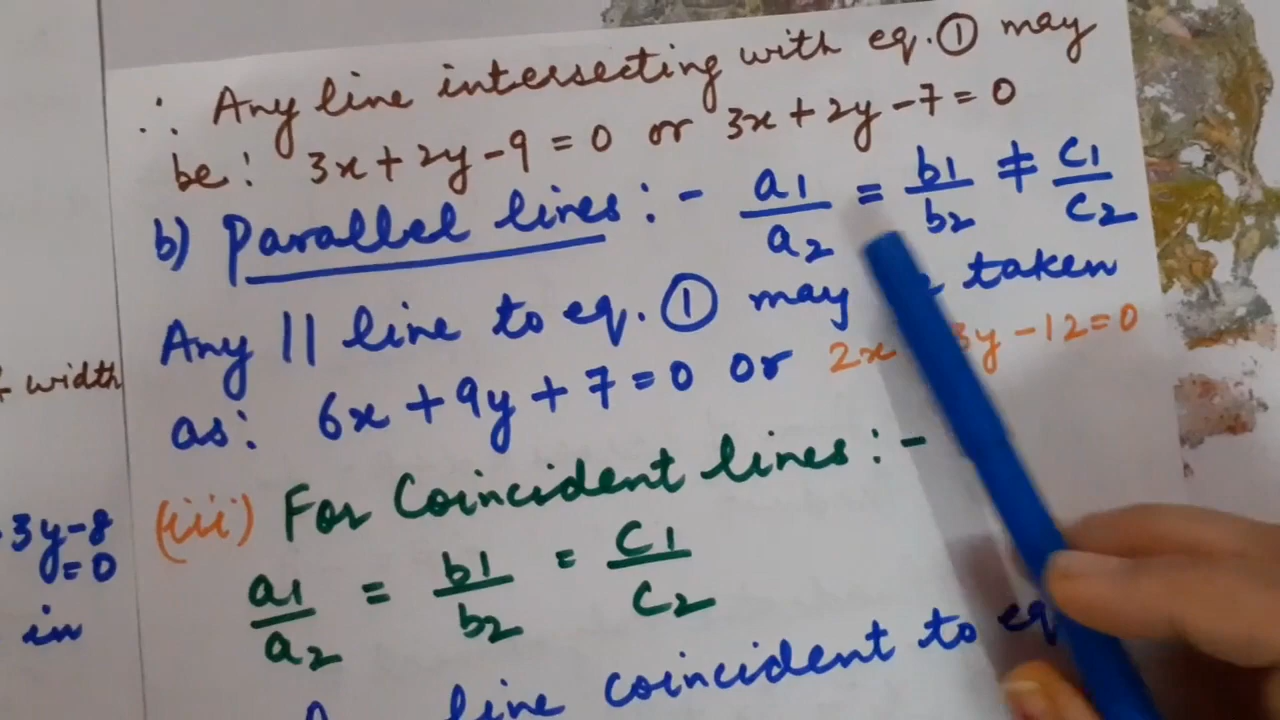 ∴ Any line intersecting with eq. ① may
be: 3x + 2y - 9 = 0 or 3x + 2y - 7 = 0
b) Parallel lines :- a1/a2 = b1/b2 ≠ c1/c2
Any || line to eq. ① may taken
as: 6x + 9y + 7 = 0 or 2x 3y - 12 = 0
(iii) For Coincident lines :-
a1/a2 = b1/b2 = c1/c2
line coincident to eq
width
3y - 8
= 0
in